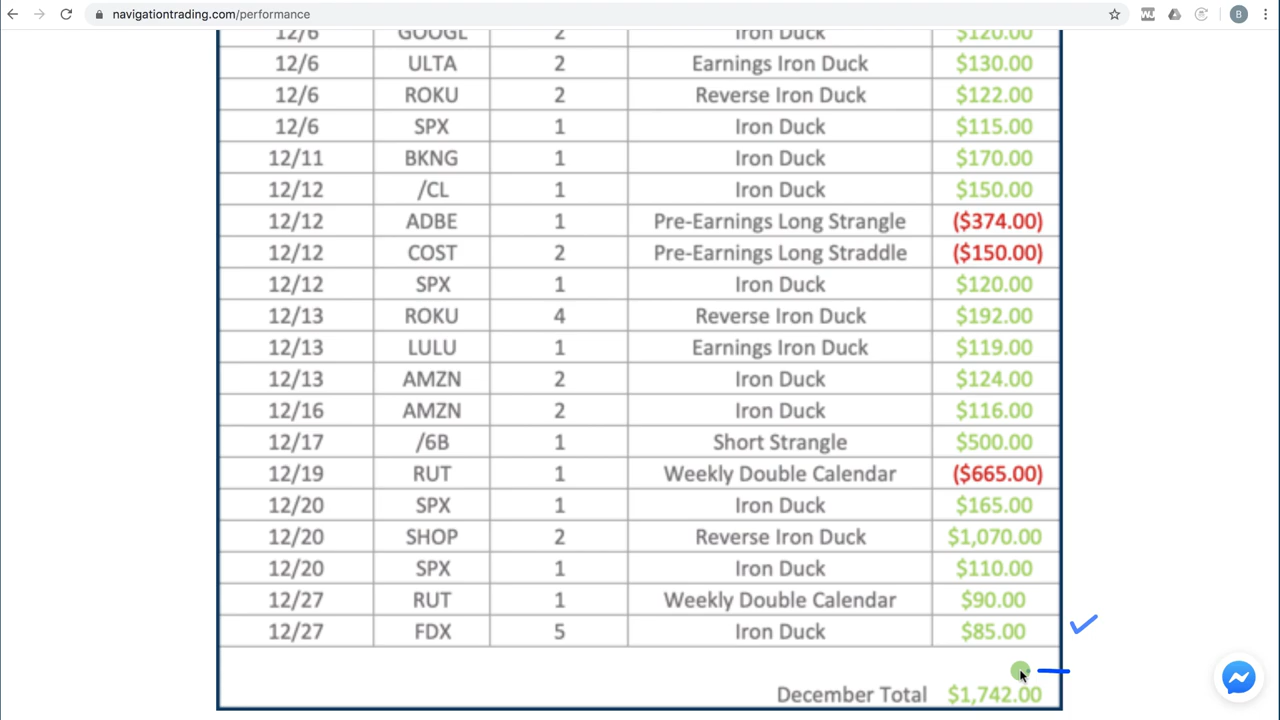 navigationtrading.com/performance
B
12/6 GOOGL 2 Iron Duck $120.00
12/6 ULTA 2 Earnings Iron Duck $130.00
12/6 ROKU 2 Reverse Iron Duck $122.00
12/6 SPX 1 Iron Duck $115.00
12/11 BKNG 1 Iron Duck $170.00
12/12 /CL 1 Iron Duck $150.00
12/12 ADBE 1 Pre-Earnings Long Strangle ($374.00)
12/12 COST 2 Pre-Earnings Long Straddle ($150.00)
12/12 SPX 1 Iron Duck $120.00
12/13 ROKU 4 Reverse Iron Duck $192.00
12/13 LULU 1 Earnings Iron Duck $119.00
12/13 AMZN 2 Iron Duck $124.00
12/16 AMZN 2 Iron Duck $116.00
12/17 /6B 1 Short Strangle $500.00
12/19 RUT 1 Weekly Double Calendar ($665.00)
12/20 SPX 1 Iron Duck $165.00
12/20 SHOP 2 Reverse Iron Duck $1,070.00
12/20 SPX 1 Iron Duck $110.00
12/27 RUT 1 Weekly Double Calendar $90.00
12/27 FDX 5 Iron Duck $85.00
December Total $1,742.00